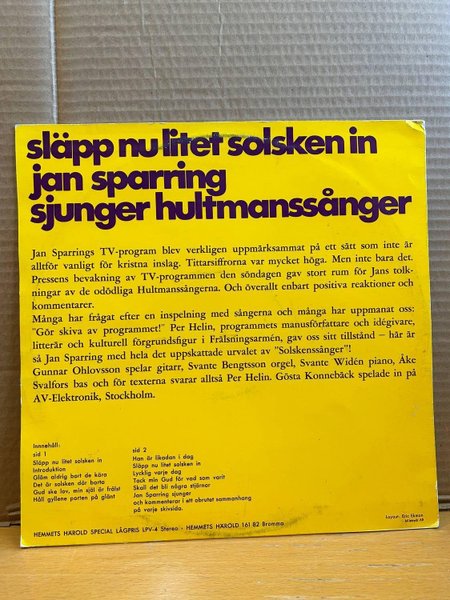 släpp nu litet solsken in
jan sparring
sjunger hultmanssånger
Jan Sparrings TV-program blev verkligen uppmärksammat på ett sätt som inte är
alltför vanligt för kristna inslag. Tittarsiffrorna var mycket höga. Men inte bara det.
Pressens bevakning av TV-programmen den söndagen gav stort rum för Jans tolk-
ningar av de odödliga Hultmanssångerna. Och överallt enbart positiva reaktioner och
kommentarer.
Många har frågat efter en inspelning med sångerna och många har uppmanat oss:
"Gör skiva av programmet!" Per Helin, programmets manusförfattare och idégivare,
litterär och kulturell förgrundsfigur i Frälsningsarmén, gav oss sitt tillstånd — här är
så Jan Sparring med hela det uppskattade urvalet av "Solskenssånger"!
Gunnar Ohlovsson spelar gitarr, Svante Bengtsson orgel, Svante Widén piano, Åke
Svalfors bas och för texterna svarar alltså Per Helin. Gösta Konnebäck spelade in på
AV-Elektronik, Stockholm.
Innehåll:
sid 1
Släpp nu litet solsken in
Introduktion
Glöm aldrig bort de kära
Det är solsken där borta
Gud ske lov, min själ är frälst
Håll gyllene porten på glänt
sid 2
Han är likadan i dag
Släpp nu litet solsken in
Lycklig varje dag
Tack min Gud för vad som varit
Skall det bli några stjärnor
Jan Sparring sjunger
och kommenterar i ett obrutet sammanhang
på varje skivsida.
HEMMETS HÄROLD SPECIAL LÅGPRIS LPV-4 Stereo - HEMMETS HÄROLD 161 82 Bromma
Layout: Eric Ekman